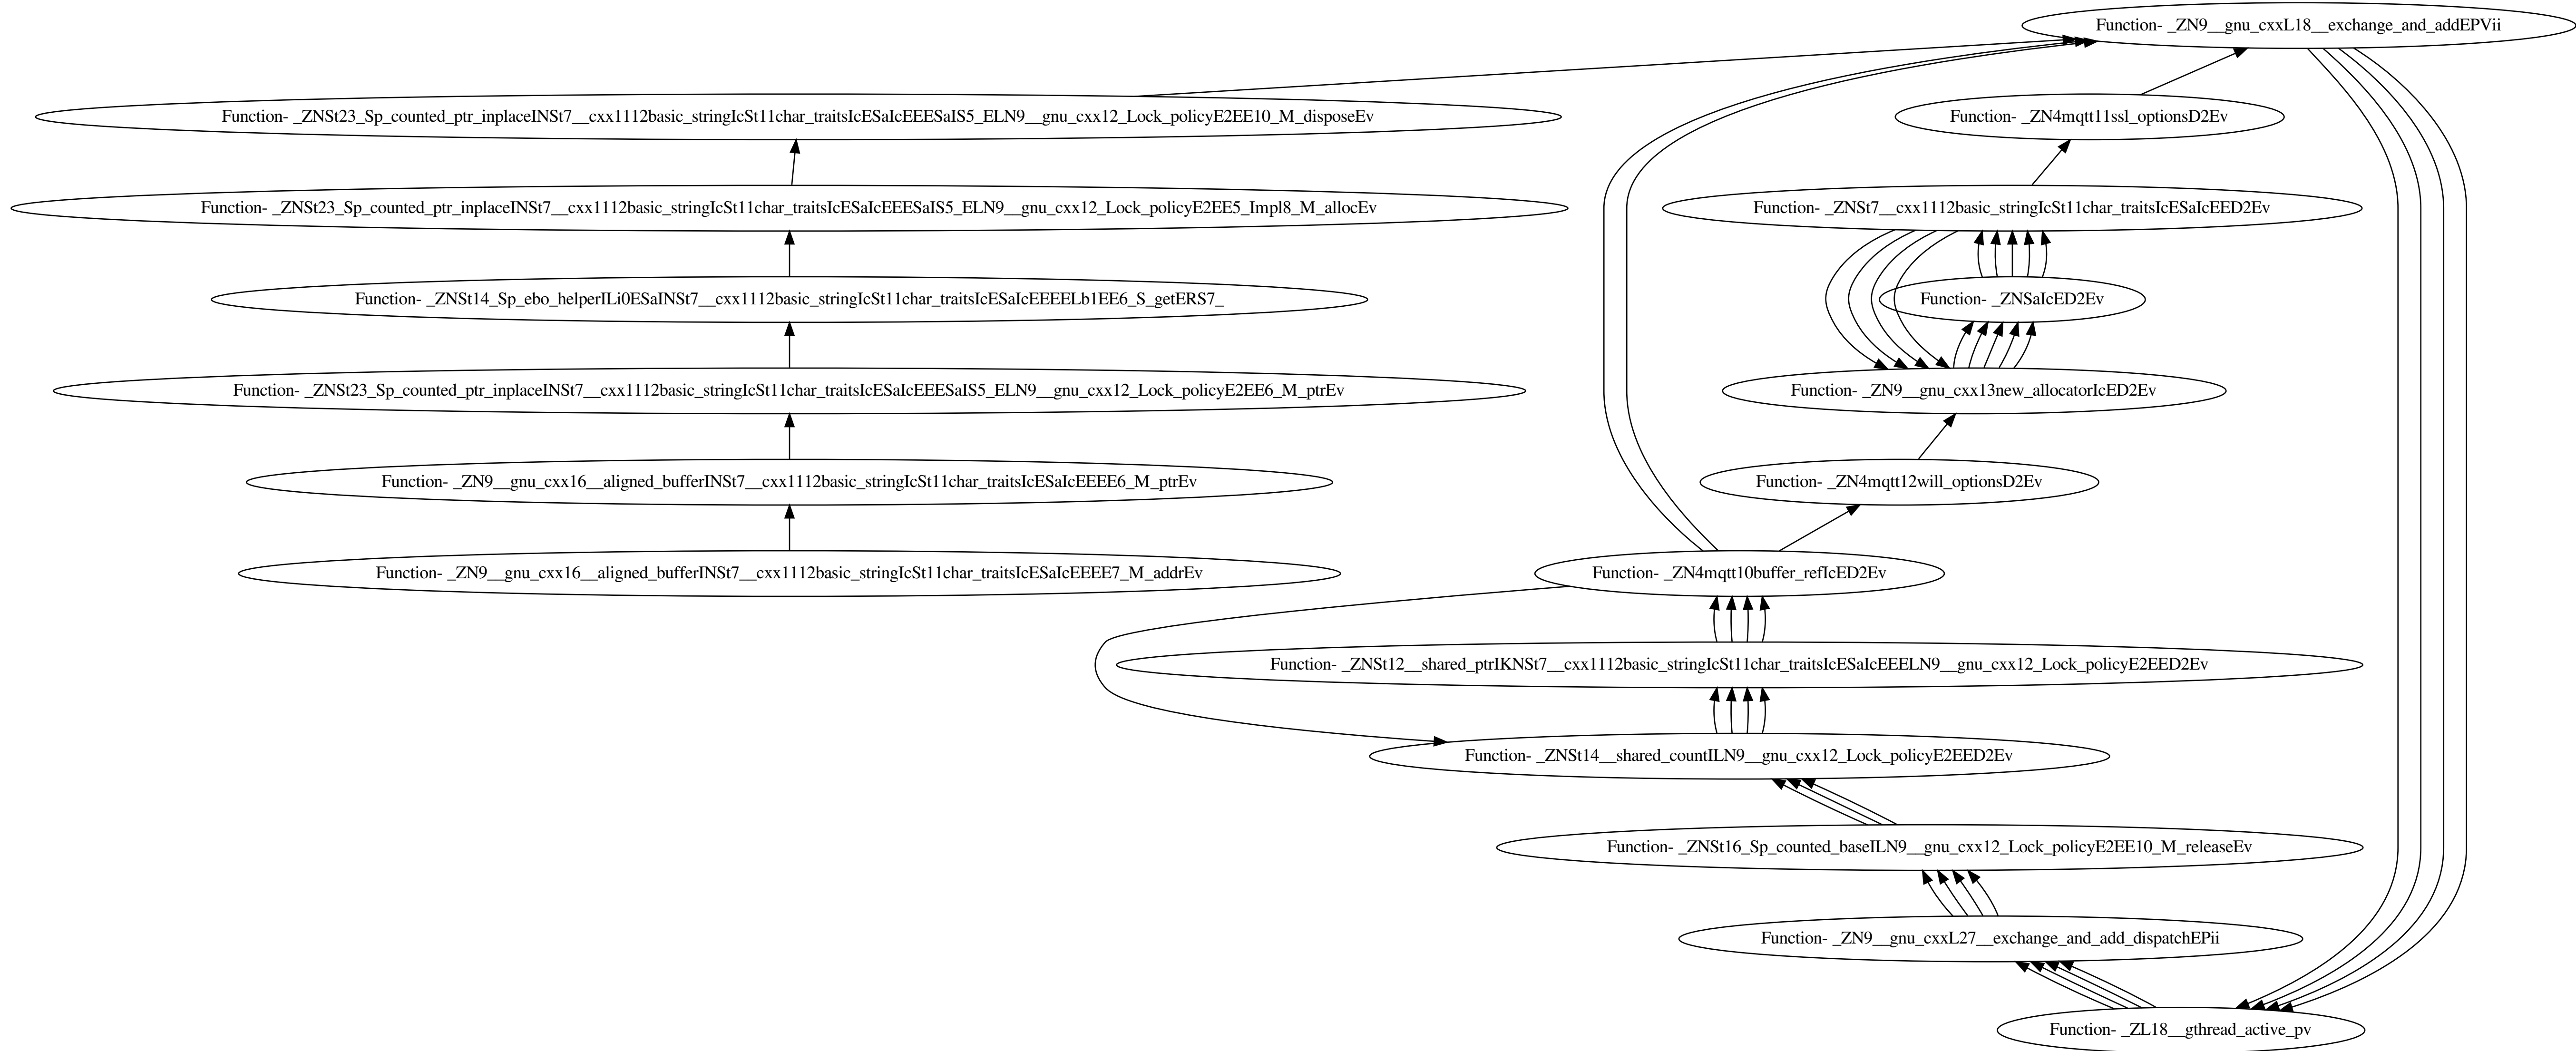 Function- _ZN9__gnu_cxxL18__exchange_and_addEPVii
Function- _ZNSt23_Sp_counted_ptr_inplaceINSt7__cxx1112basic_stringIcSt11char_traitsIcESaIcEEESaIS5_ELN9__gnu_cxx12_Lock_policyE2EE10_M_disposeEv
Function- _ZN4mqtt11ssl_optionsD2Ev
Function- _ZNSt23_Sp_counted_ptr_inplaceINSt7__cxx1112basic_stringIcSt11char_traitsIcESaIcEEESaIS5_ELN9__gnu_cxx12_Lock_policyE2EE5_Impl8_M_allocEv
Function- _ZNSt7__cxx1112basic_stringIcSt11char_traitsIcESaIcEED2Ev
Function- _ZNSt14_Sp_ebo_helperILi0ESaINSt7__cxx1112basic_stringIcSt11char_traitsIcESaIcEEEELb1EE6_S_getERS7_
Function- _ZNSaIcED2Ev
Function- _ZNSt23_Sp_counted_ptr_inplaceINSt7__cxx1112basic_stringIcSt11char_traitsIcESaIcEEESaIS5_ELN9__gnu_cxx12_Lock_policyE2EE6_M_ptrEv
Function- _ZN9__gnu_cxx13new_allocatorIcED2Ev
Function- _ZN9__gnu_cxx16__aligned_bufferINSt7__cxx1112basic_stringIcSt11char_traitsIcESaIcEEEE6_M_ptrEv
Function- _ZN4mqtt12will_optionsD2Ev
Function- _ZN9__gnu_cxx16__aligned_bufferINSt7__cxx1112basic_stringIcSt11char_traitsIcESaIcEEEE7_M_addrEv
Function- _ZN4mqtt10buffer_refIcED2Ev
Function- _ZNSt12__shared_ptrIKNSt7__cxx1112basic_stringIcSt11char_traitsIcESaIcEEELN9__gnu_cxx12_Lock_policyE2EED2Ev
Function- _ZNSt14__shared_countILN9__gnu_cxx12_Lock_policyE2EED2Ev
Function- _ZNSt16_Sp_counted_baseILN9__gnu_cxx12_Lock_policyE2EE10_M_releaseEv
Function- _ZN9__gnu_cxxL27__exchange_and_add_dispatchEPii
Function- _ZL18__gthread_active_pv